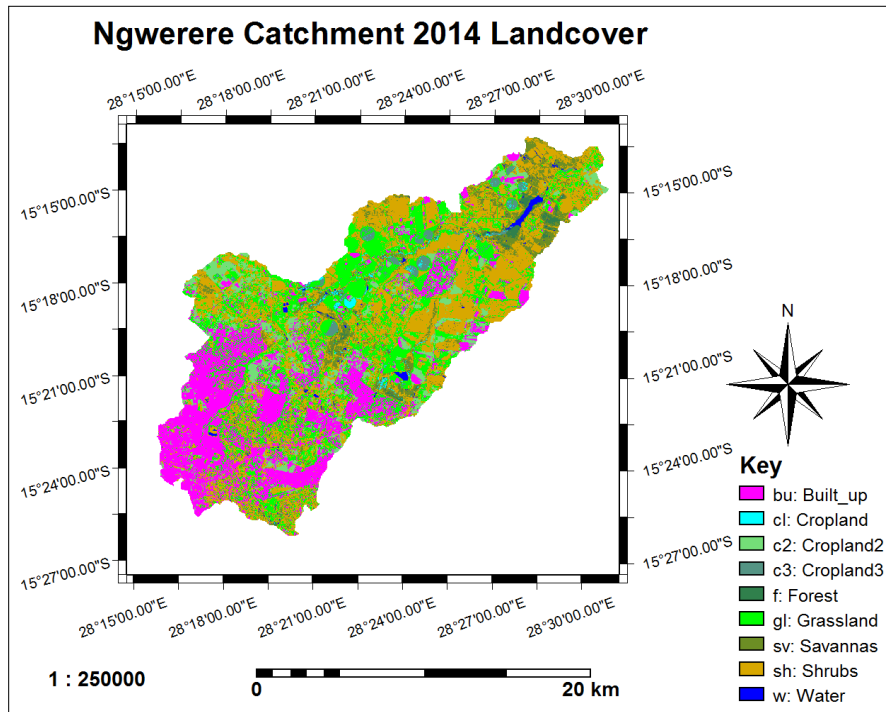 Ngwerere Catchment 2014 Landcover
28°15'00.00"E
28°18'00.00"E
28°21'00.00"E
28°24'00.00"E
28°27'00.00"E
28°30'00.00"E
15°15'00.00"S
15°15'00.00"S
15°18'00.00"S
15°18'00.00"S
15°21'00.00"S
15°21'00.00"S
15°24'00.00"S
15°24'00.00"S
15°27'00.00"S
15°27'00.00"S
28°15'00.00"E
28°18'00.00"E
28°21'00.00"E
28°24'00.00"E
28°27'00.00"E
28°30'00.00"E
N
Key
bu: Built_up
cl: Cropland
c2: Cropland2
c3: Cropland3
f: Forest
gl: Grassland
sv: Savannas
sh: Shrubs
w: Water
1 : 250000
0
20 km